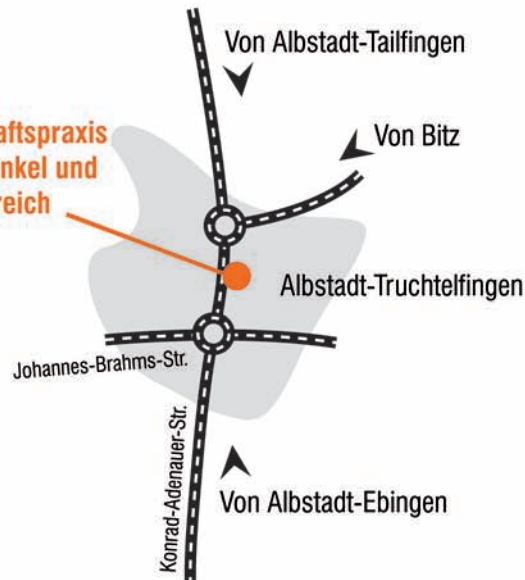 Von Albstadt-Tailfingen
Von Bitz
aftspraxis
nkel und
reich
Albstadt-Truchtelfingen
Johannes-Brahms-Str.
Konrad-Adenauer-Str.
Von Albstadt-Ebingen